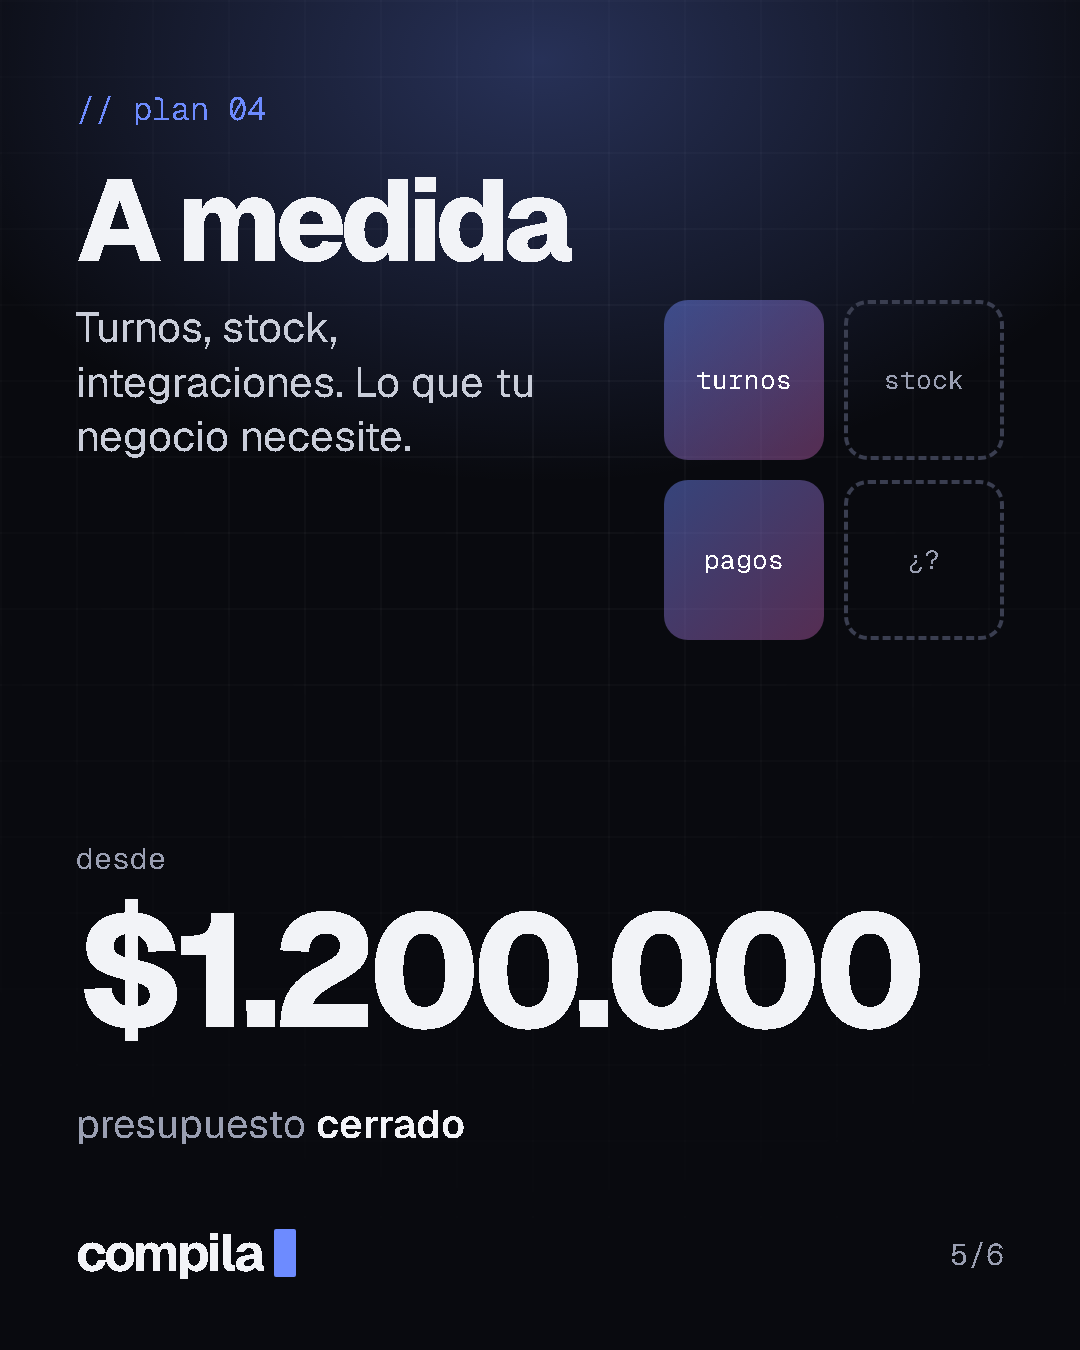 // plan 04
A medida
Turnos, stock,
integraciones. Lo que tu
negocio necesite.
turnos
stock
pagos
¿?
desde
$1.200.000
presupuesto cerrado
compila
5/6